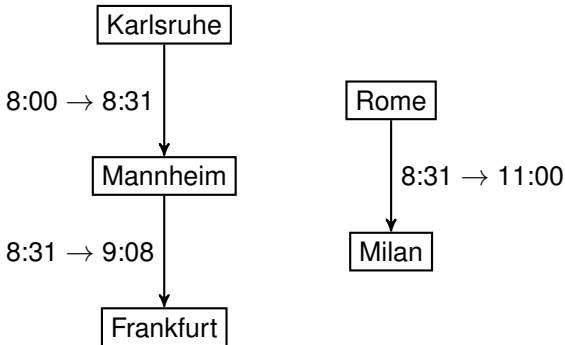 Karlsruhe
8:00 → 8:31
Mannheim
8:31 → 9:08
Frankfurt
Rome
8:31 → 11:00
Milan